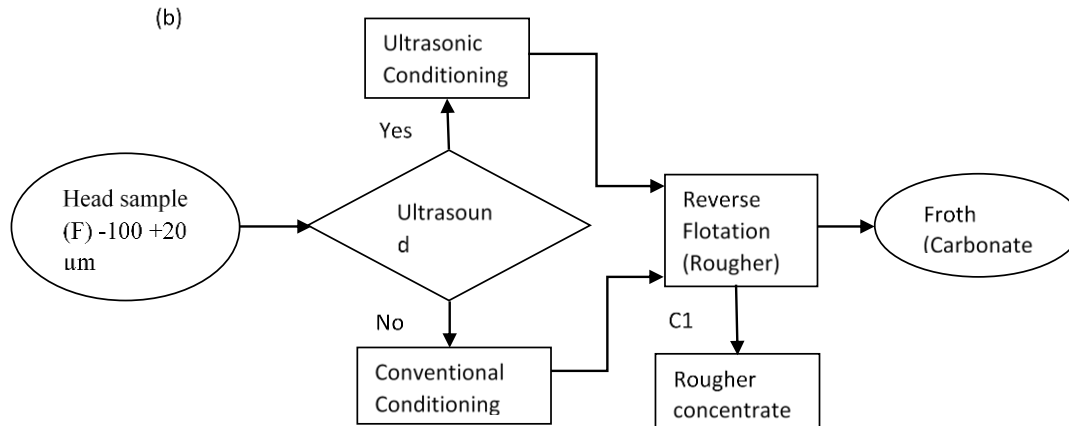 (b)
Ultrasonic
Conditioning
Yes
Head sample
(F) -100 +20
µm
Ultrasoun
d
Reverse
Flotation
(Rougher)
Froth
(Carbonate
No
C1
Conventional
Conditioning
Rougher
concentrate